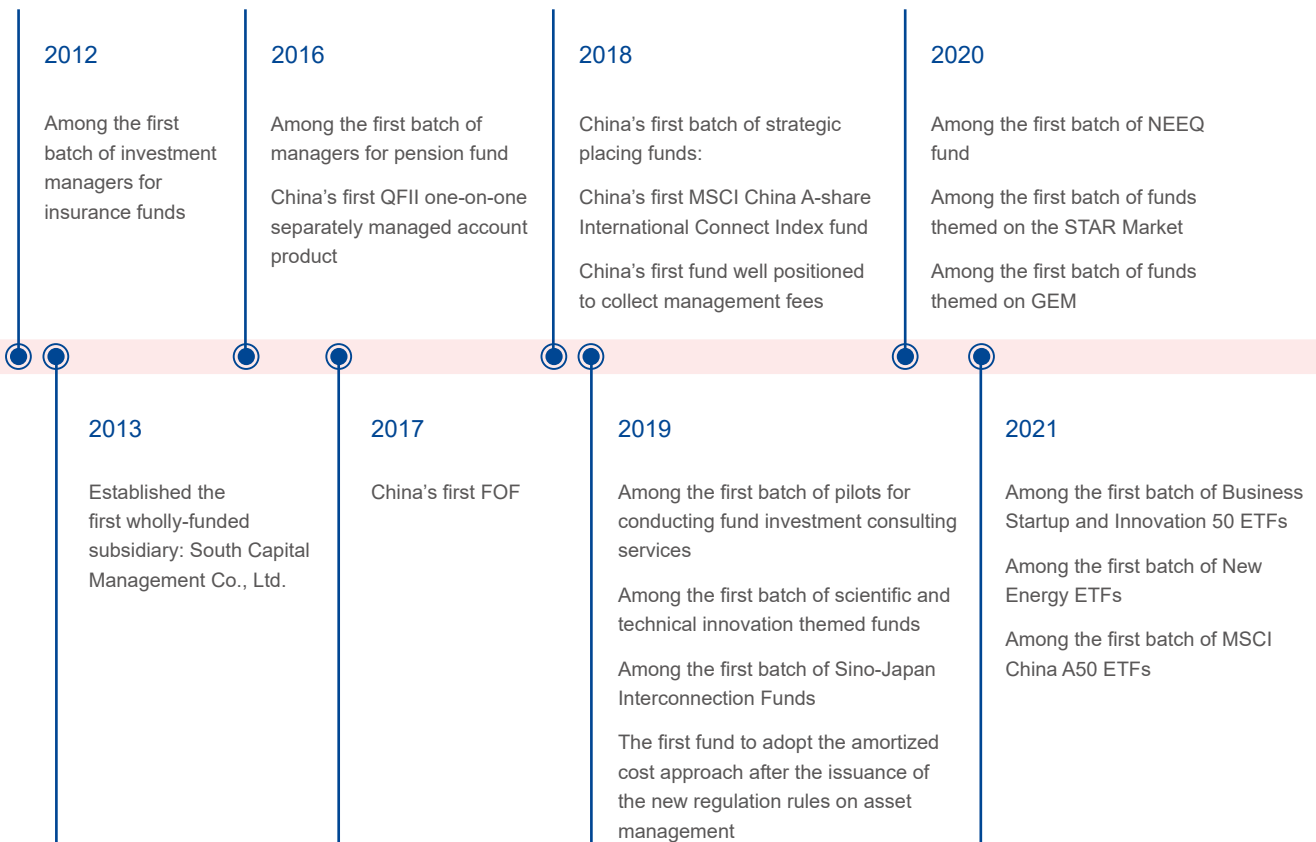 2012
Among the first
batch of investment
managers for
insurance funds
2016
Among the first batch of
managers for pension fund
China’s first QFII one-on-one
separately managed account
product
2018
China’s first batch of strategic
placing funds:
China’s first MSCI China A-share
International Connect Index fund
China’s first fund well positioned
to collect management fees
2020
Among the first batch of NEEQ
fund
Among the first batch of funds
themed on the STAR Market
Among the first batch of funds
themed on GEM
2013
Established the
first wholly-funded
subsidiary: South Capital
Management Co., Ltd.
2017
China’s first FOF
2019
Among the first batch of pilots for
conducting fund investment consulting
services
Among the first batch of scientific and
technical innovation themed funds
Among the first batch of Sino-Japan
Interconnection Funds
The first fund to adopt the amortized
cost approach after the issuance of
the new regulation rules on asset
management
2021
Among the first batch of Business
Startup and Innovation 50 ETFs
Among the first batch of New
Energy ETFs
Among the first batch of MSCI
China A50 ETFs